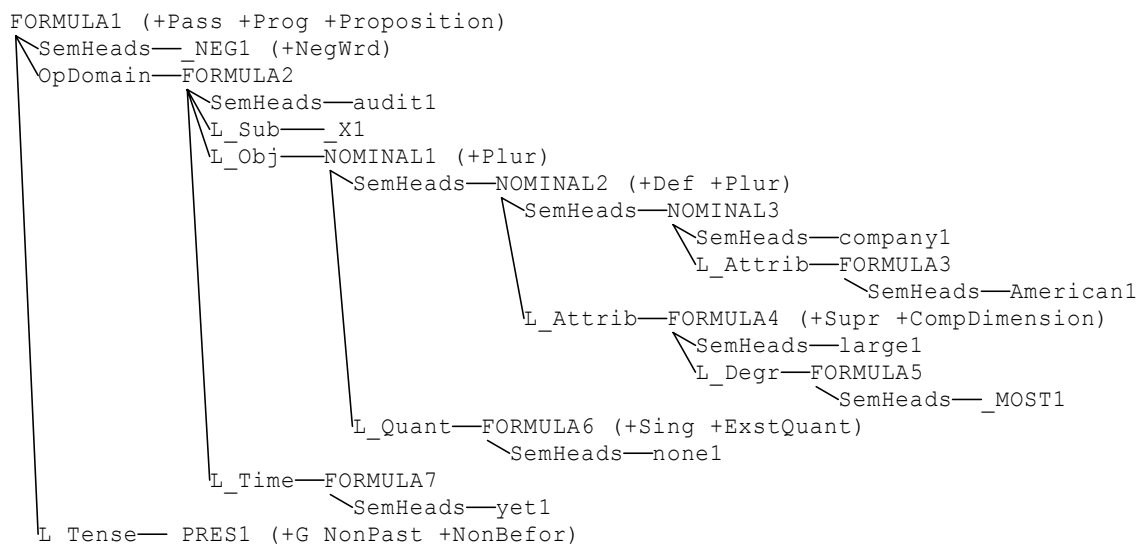 FORMULA1 (+Pass +Prog +Proposition)
SemHeads _NEG1 (+NegWrd)
OpDomain FORMULA2
SemHeads audit1
L_Sub _X1
L_Obj NOMINAL1 (+Plur)
SemHeads NOMINAL2 (+Def +Plur)
SemHeads NOMINAL3
SemHeads company1
L_Attrib FORMULA3
SemHeads American1
L_Attrib FORMULA4 (+Supr +CompDimension)
SemHeads large1
L_Degr FORMULA5
SemHeads _MOST1
L_Quant FORMULA6 (+Sing +ExstQuant)
SemHeads none1
L_Time FORMULA7
SemHeads yet1
L_Tense _PRES1 (+G_NonPast +NonBefor)